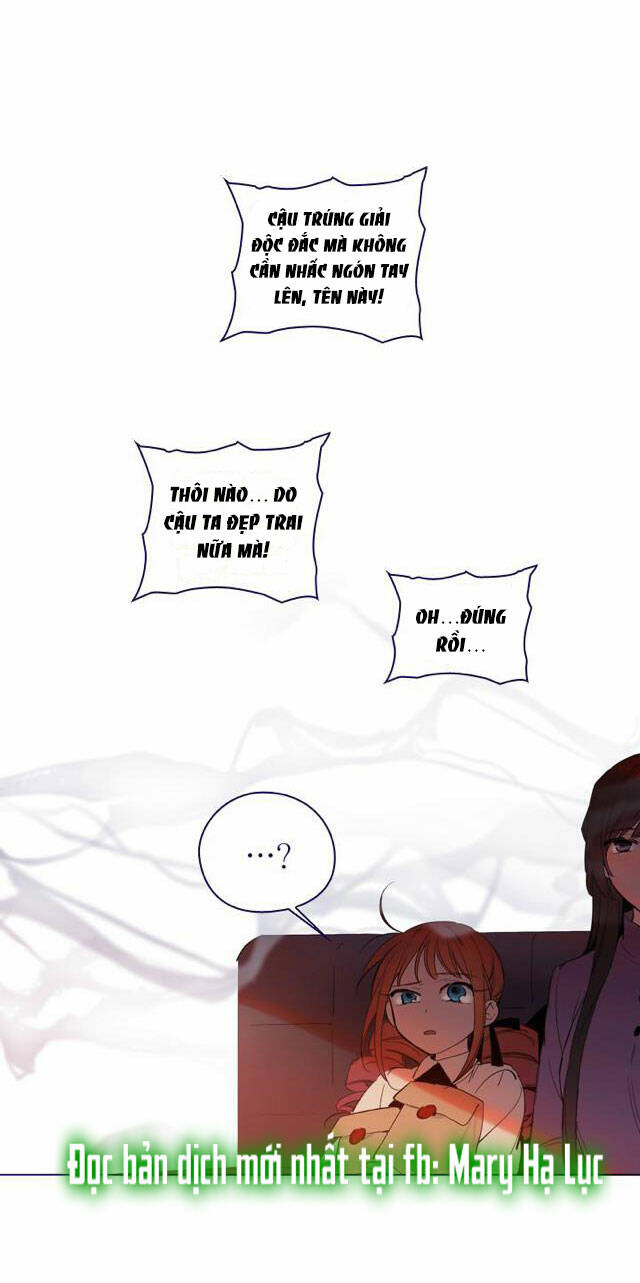 CẬU TRÚNG GIẢI
ĐỘC ĐẮC MÀ KHÔNG
CẦN NHẤC NGÓN TAY
LÊN, TÊN NÀY!
THÔI NÀO... DO
CẬU TA ĐẸP TRAI
NỮA MÀ!
OH...ĐÚNG
RỒI...
...?
Đọc bản dịch mới nhất tại fb: Mary Hạ Lục